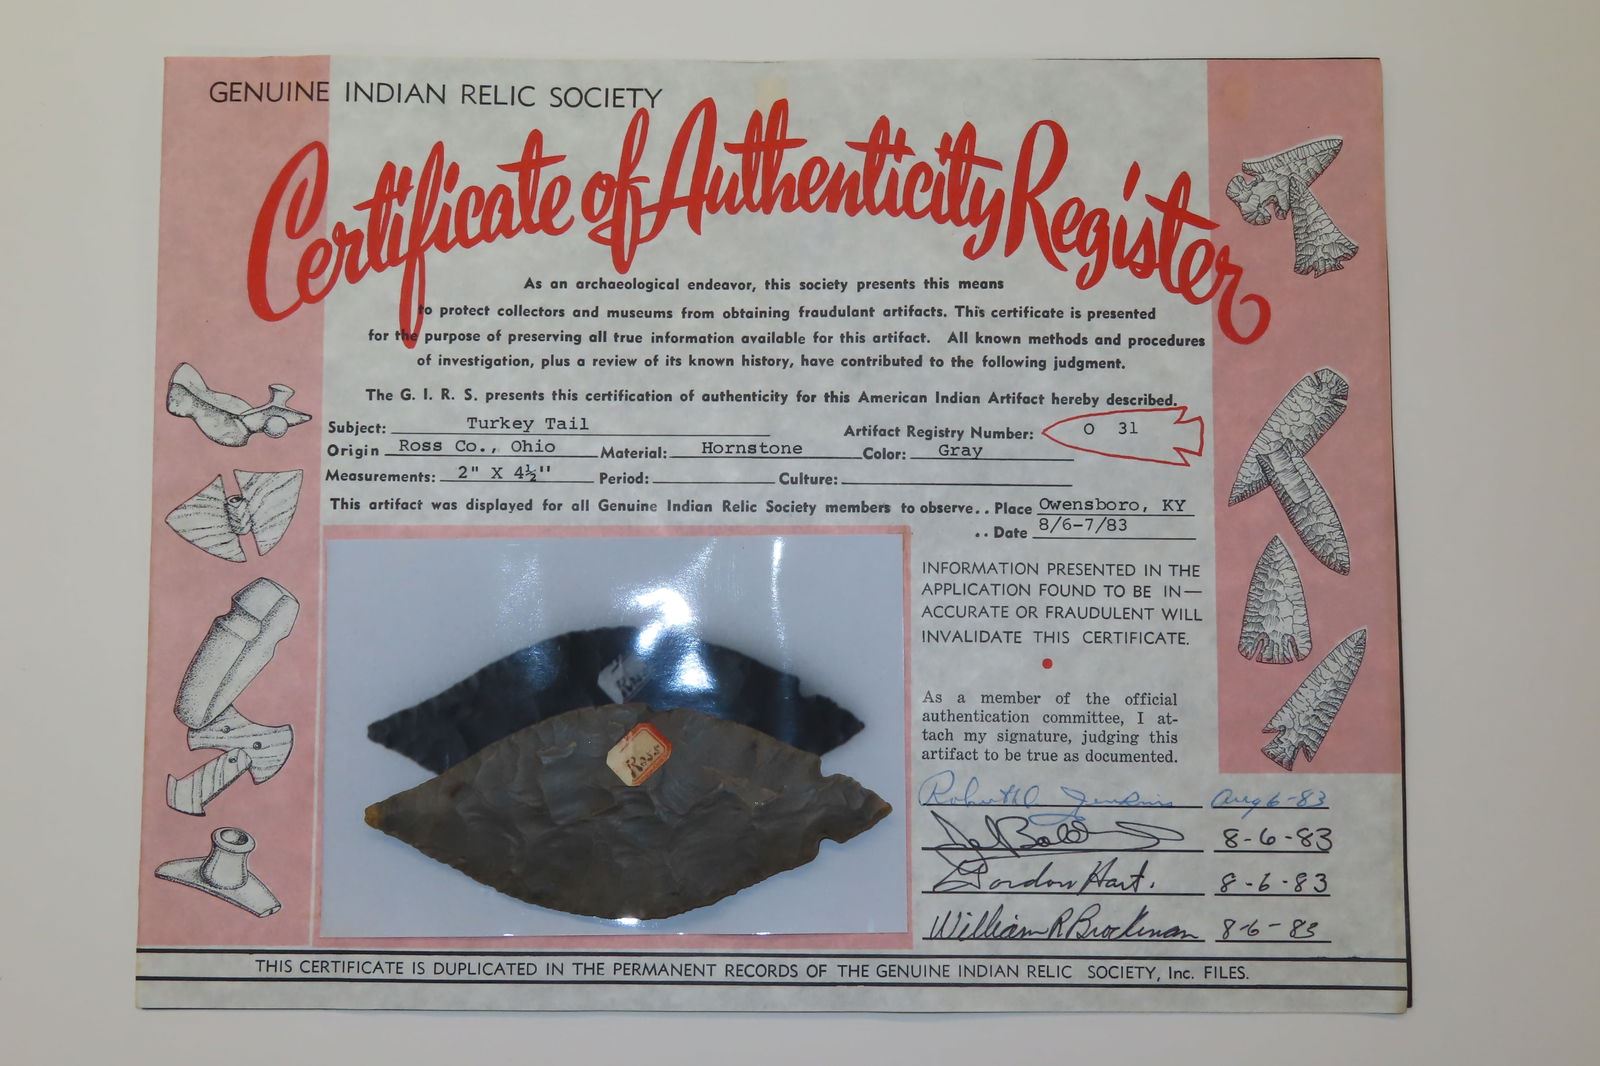 GENUINE INDIAN RELIC SOCIETY
Certificate of Authenticity Register
As an archaeological endeavor, this society presents this means
to protect collectors and museums from obtaining fraudulant artifacts. This certificate is presented
for the purpose of preserving all true information available for this artifact. All known methods and procedures
of investigation, plus a review of its known history, have contributed to the following judgment.
The G. I. R. S. presents this certification of authenticity for this American Indian Artifact hereby described.
Subject: Turkey Tail Artifact Registry Number: O 31
Origin Ross Co., Ohio Material: Hornstone Color: Gray
Measurements: 2" X 4½" Period: Culture:
This artifact was displayed for all Genuine Indian Relic Society members to observe.. Place Owensboro, KY
.. Date 8/6-7/83
INFORMATION PRESENTED IN THE
APPLICATION FOUND TO BE IN—
ACCURATE OR FRAUDULENT WILL
INVALIDATE THIS CERTIFICATE.
As a member of the official
authentication committee, I at-
tach my signature, judging this
artifact to be true as documented.
Jenkins Aug 6-83
8-6-83
Gordon Hart. 8-6-83
William R Brockman 8-6-83
Ross
THIS CERTIFICATE IS DUPLICATED IN THE PERMANENT RECORDS OF THE GENUINE INDIAN RELIC SOCIETY, Inc. FILES.